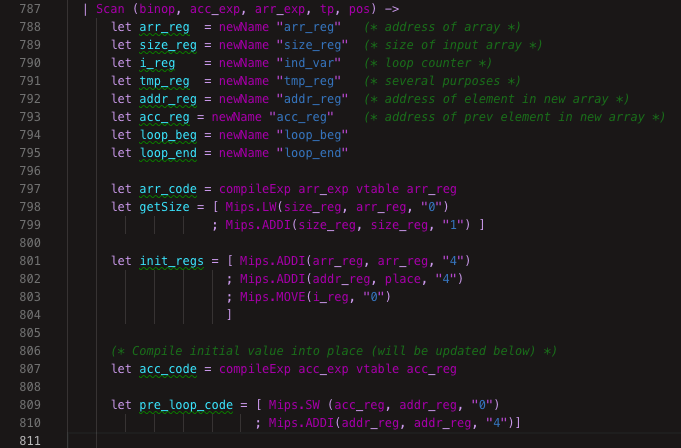 787 | Scan (binop, acc_exp, arr_exp, tp, pos) ->
788 let arr_reg = newName "arr_reg" (* address of array *)
789 let size_reg = newName "size_reg" (* size of input array *)
790 let i_reg = newName "ind_var" (* loop counter *)
791 let tmp_reg = newName "tmp_reg" (* several purposes *)
792 let addr_reg = newName "addr_reg" (* address of element in new array *)
793 let acc_reg = newName "acc_reg" (* address of prev element in new array *)
794 let loop_beg = newName "loop_beg"
795 let loop_end = newName "loop_end"
796
797 let arr_code = compileExp arr_exp vtable arr_reg
798 let getSize = [ Mips.LW(size_reg, arr_reg, "0")
799 ; Mips.ADDI(size_reg, size_reg, "1") ]
800
801 let init_regs = [ Mips.ADDI(arr_reg, arr_reg, "4")
802 ; Mips.ADDI(addr_reg, place, "4")
803 ; Mips.MOVE(i_reg, "0")
804 ]
805
806 (* Compile initial value into place (will be updated below) *)
807 let acc_code = compileExp acc_exp vtable acc_reg
808
809 let pre_loop_code = [ Mips.SW (acc_reg, addr_reg, "0")
810 ; Mips.ADDI(addr_reg, addr_reg, "4")]
811